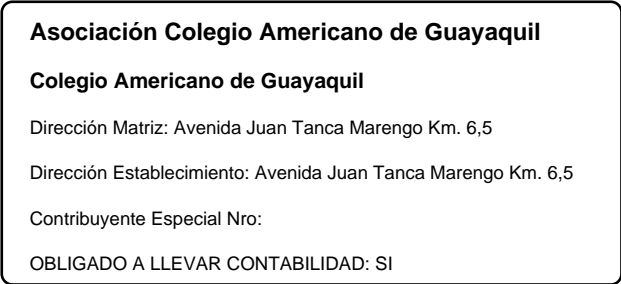 Asociación Colegio Americano de Guayaquil
Colegio Americano de Guayaquil
Dirección Matriz: Avenida Juan Tanca Marengo Km. 6,5
Dirección Establecimiento: Avenida Juan Tanca Marengo Km. 6,5
Contribuyente Especial Nro:
OBLIGADO A LLEVAR CONTABILIDAD: SI